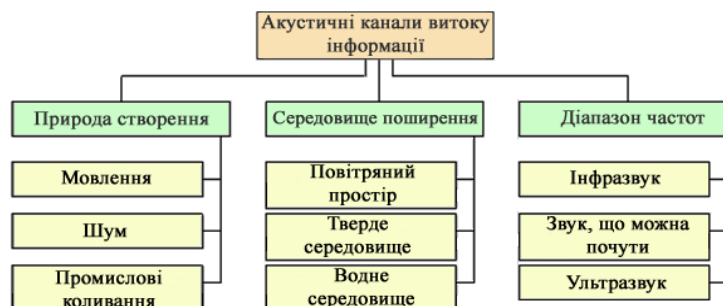 Акустичні канали витоку
інформації
Природа створення
Середовище поширення
Діапазон частот
Мовлення
Повітряний
простір
Інфразвук
Шум
Тверде
середовище
Звук, що можна
почути
Промислові
коливання
Водне
середовище
Ультразвук